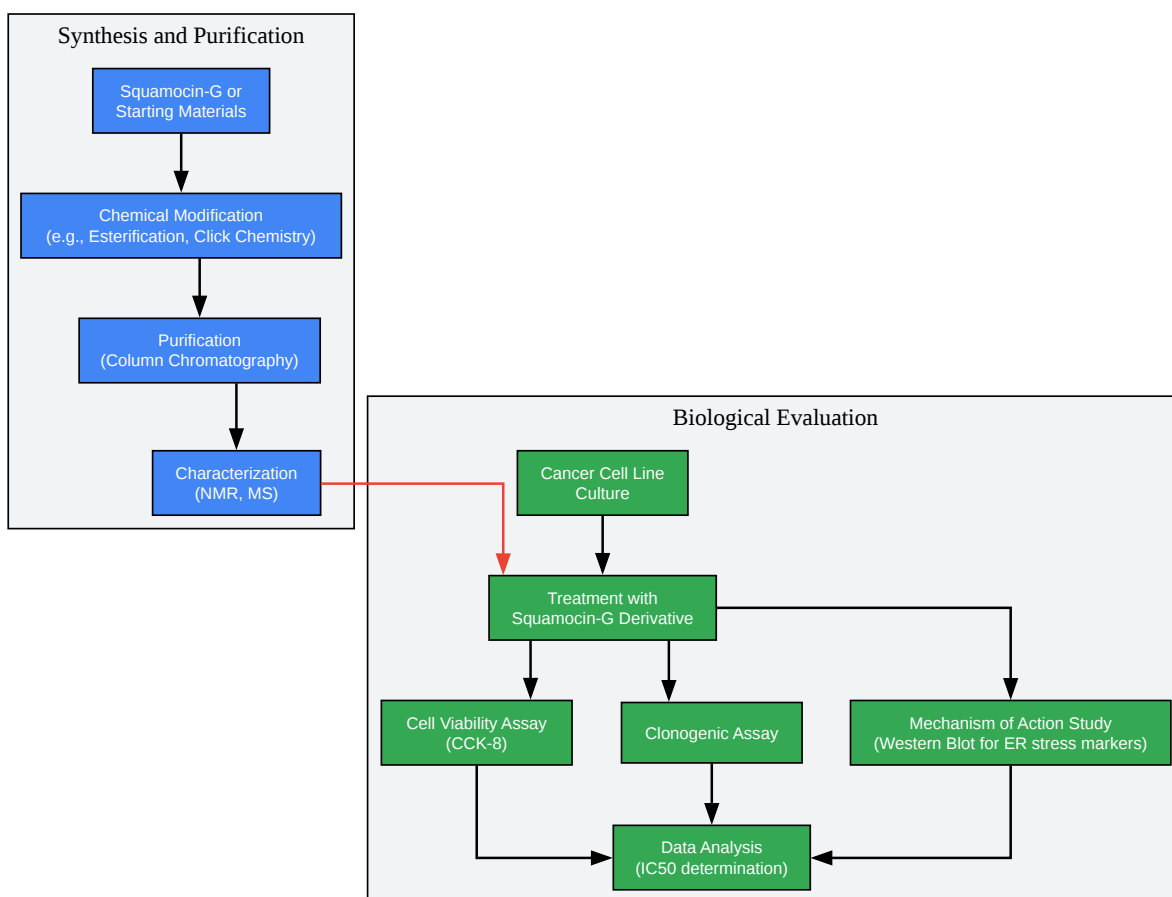 Synthesis and Purification
Squamocin-G or
Starting Materials
Chemical Modification
(e.g., Esterification, Click Chemistry)
Purification
(Column Chromatography)
Characterization
(NMR, MS)
Biological Evaluation
Cancer Cell Line
Culture
Treatment with
Squamocin-G Derivative
Cell Viability Assay
(CCK-8)
Clonogenic Assay
Mechanism of Action Study
(Western Blot for ER stress markers)
Data Analysis
(IC50 determination)